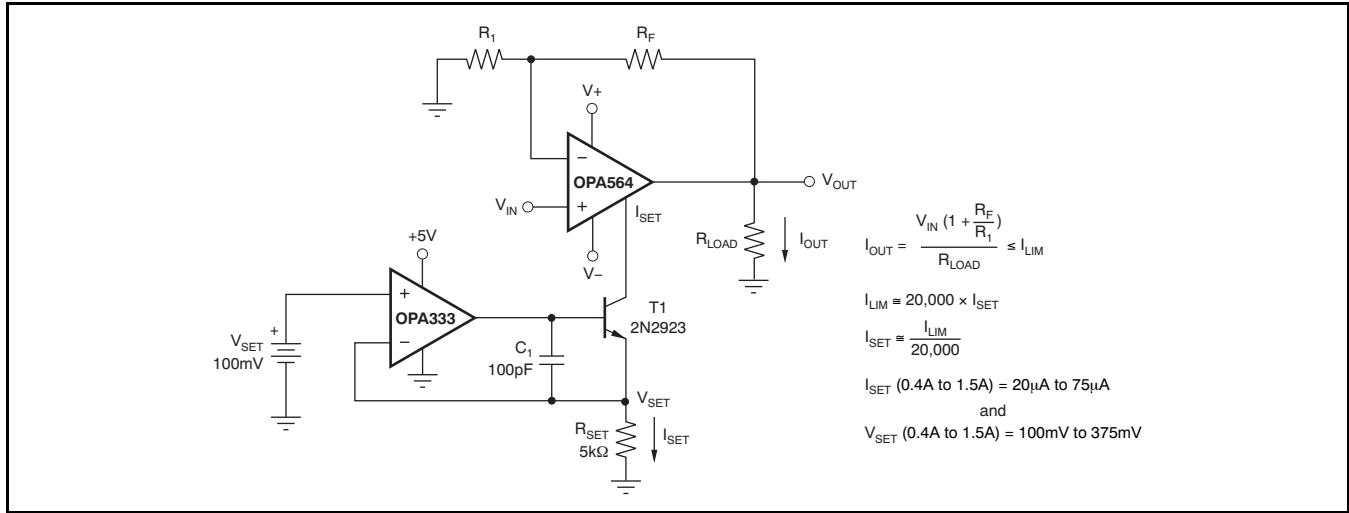 R1
RF
V+
−
OPA564
VIN
+
ISET
V−
VOUT
RLOAD
IOUT
+5V
+
OPA333
−
+
VSET
100mV
C1
100pF
T1
2N2923
VSET
RSET
5kΩ
ISET
IOUT = VIN (1 + RF/R1) / RLOAD ≤ ILIM
ILIM ≅ 20,000 × ISET
ISET ≅ ILIM / 20,000
ISET (0.4A to 1.5A) = 20μA to 75μA
and
VSET (0.4A to 1.5A) = 100mV to 375mV